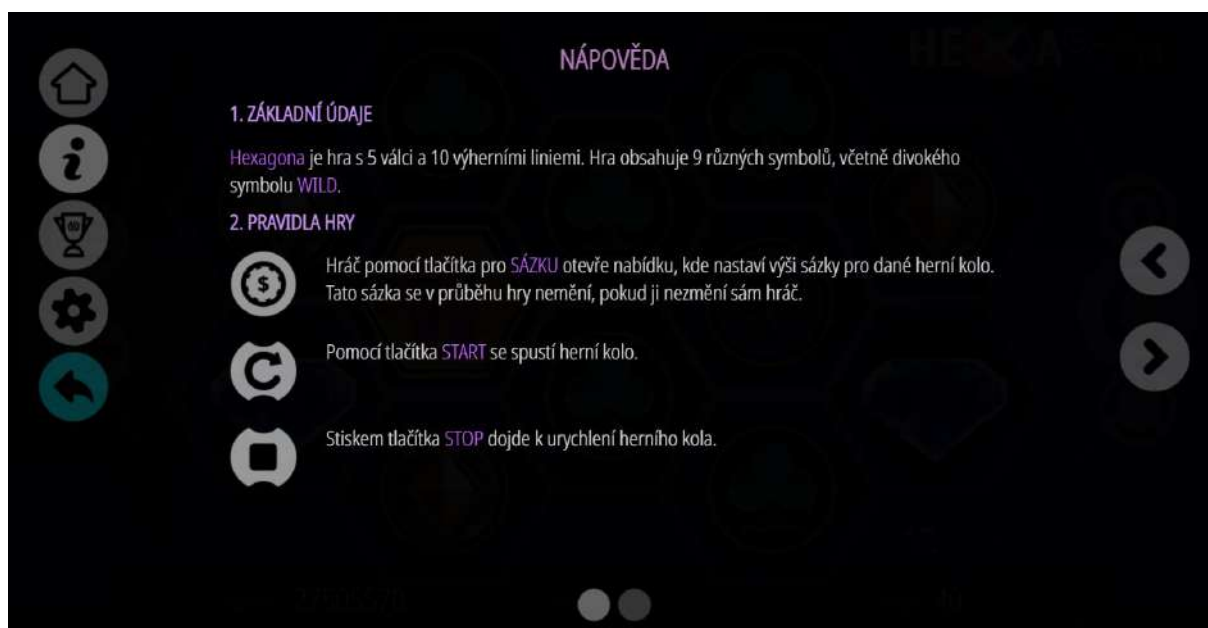 NÁPOVĚDA
1. ZÁKLADNÍ ÚDAJE
Hexagona je hra s 5 válci a 10 výherními liniemi. Hra obsahuje 9 různých symbolů, včetně divokého
symbolu WILD.
2. PRAVIDLA HRY
Hráč pomocí tlačítka pro SÁZKU otevře nabídku, kde nastaví výši sázky pro dané herní kolo.
Tato sázka se v průběhu hry nemění, pokud ji nezmění sám hráč.
Pomocí tlačítka START se spustí herní kolo.
Stiskem tlačítka STOP dojde k urychlení herního kola.